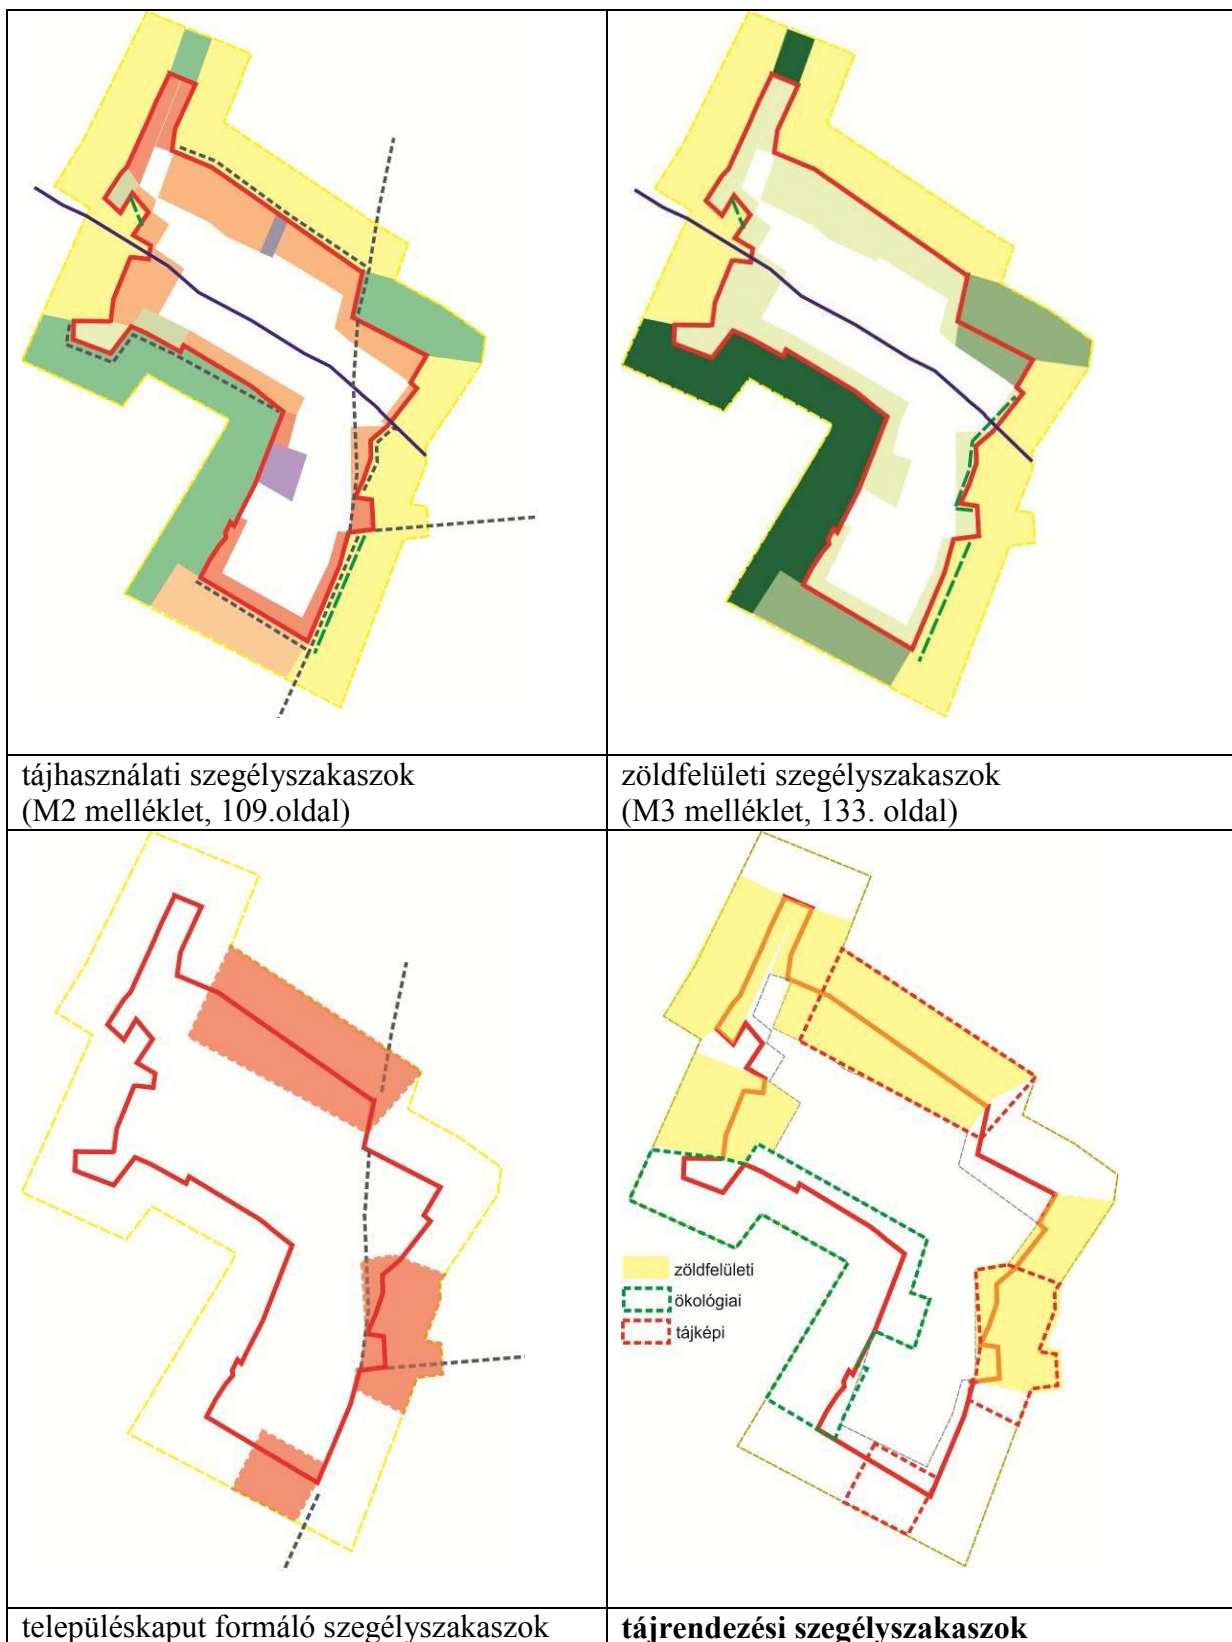 tájhasználati szegélyszakaszok
(M2 melléklet, 109.oldal)
zöldfelületi szegélyszakaszok
(M3 melléklet, 133. oldal)
zöldfelületi
ökológiai
tájképi
településkaput formáló szegélyszakaszok
tájrendezési szegélyszakaszok